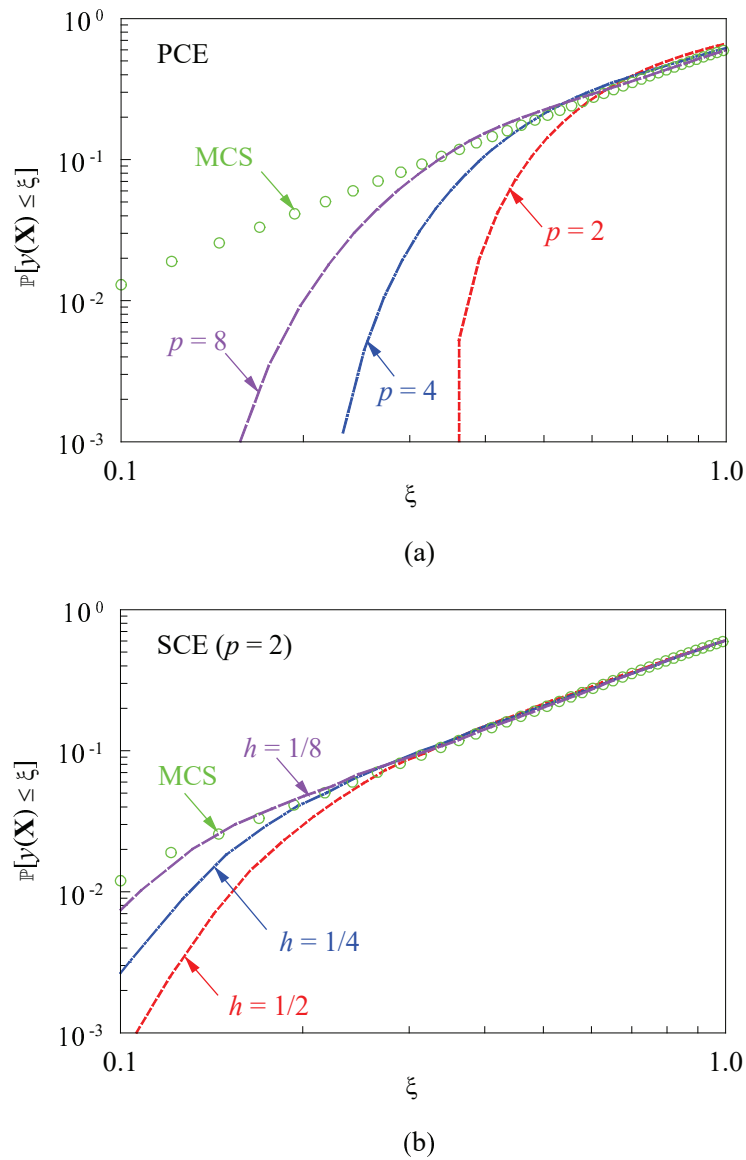 10⁰
PCE
MCS
10⁻¹
ℙ[y(X) ≤ ξ]
p = 2
10⁻²
p = 8
p = 4
10⁻³
0.1
1.0
ξ
(a)
10⁰
SCE (p = 2)
10⁻¹
h = 1/8
MCS
ℙ[y(X) ≤ ξ]
10⁻²
h = 1/4
h = 1/2
10⁻³
0.1
1.0
ξ
(b)